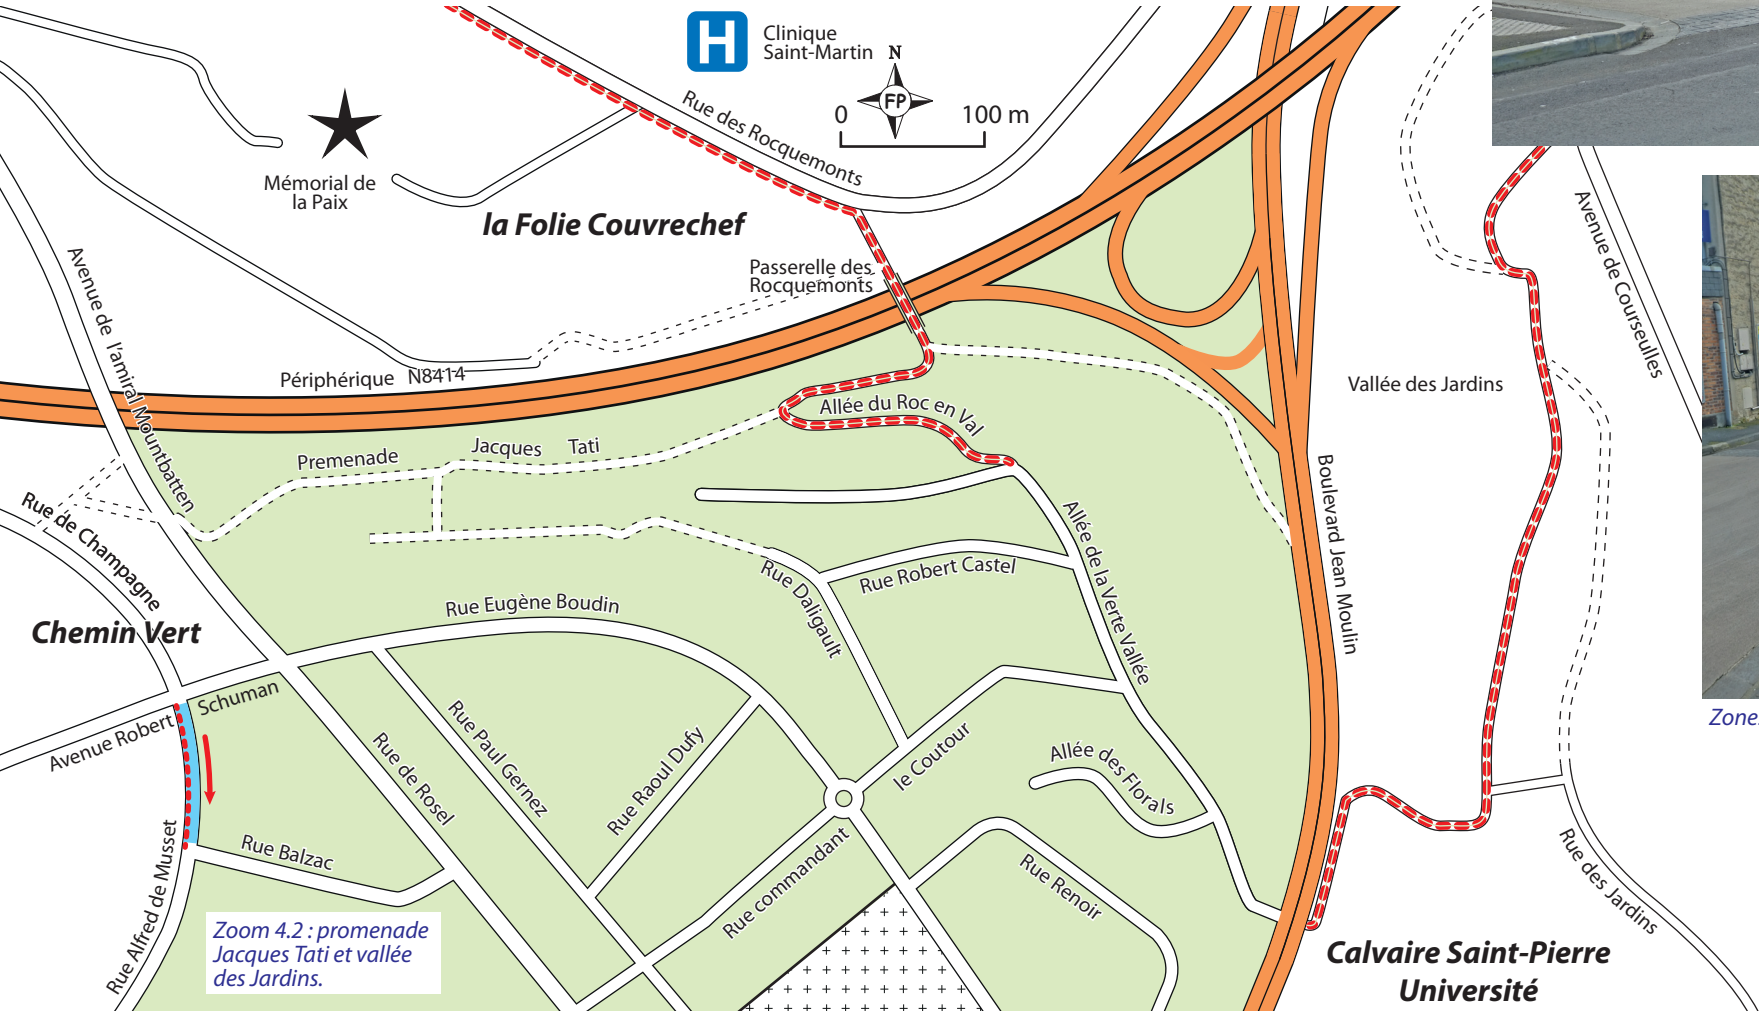 H
Clinique
Saint-Martin
N
FP
0
100 m
Rue des Rocquemonts
Mémorial de
la Paix
la Folie Couvrechef
Passerelle des
Rocquemonts
Avenue de Courseulles
Avenue de l'amiral Mountbatten
Périphérique N8414
Vallée des Jardins
Allée du Roc en Val
Premenade Jacques Tati
Boulevard Jean Moulin
Rue de Champagne
Allée de la Verte Vallée
Rue Robert Castel
Rue Daligault
Rue Eugène Boudin
Chemin Vert
Avenue Robert Schuman
Rue Paul Gernez
Rue de Rosel
Rue Raoul Dufy
le Coutour
Allée des Florals
Zone
Rue Balzac
Rue Alfred de Musset
Rue commandant
Rue Renoir
Rue des Jardins
Zoom 4.2 : promenade
Jacques Tati et vallée
des Jardins.
Calvaire Saint-Pierre
Université